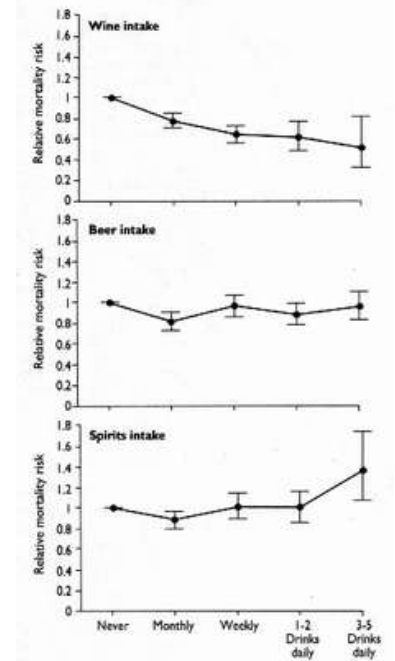 Wine intake
Relative mortality risk
1.8
1.6
1.4
1.2
1
0.8
0.6
0.4
0.2
0
Beer intake
Relative mortality risk
1.8
1.6
1.4
1.2
1
0.8
0.6
0.4
0.2
0
Spirits intake
Relative mortality risk
1.8
1.6
1.4
1.2
1
0.8
0.6
0.4
0.2
0
Never
Monthly
Weekly
1-2
Drinks
daily
3-5
Drinks
daily